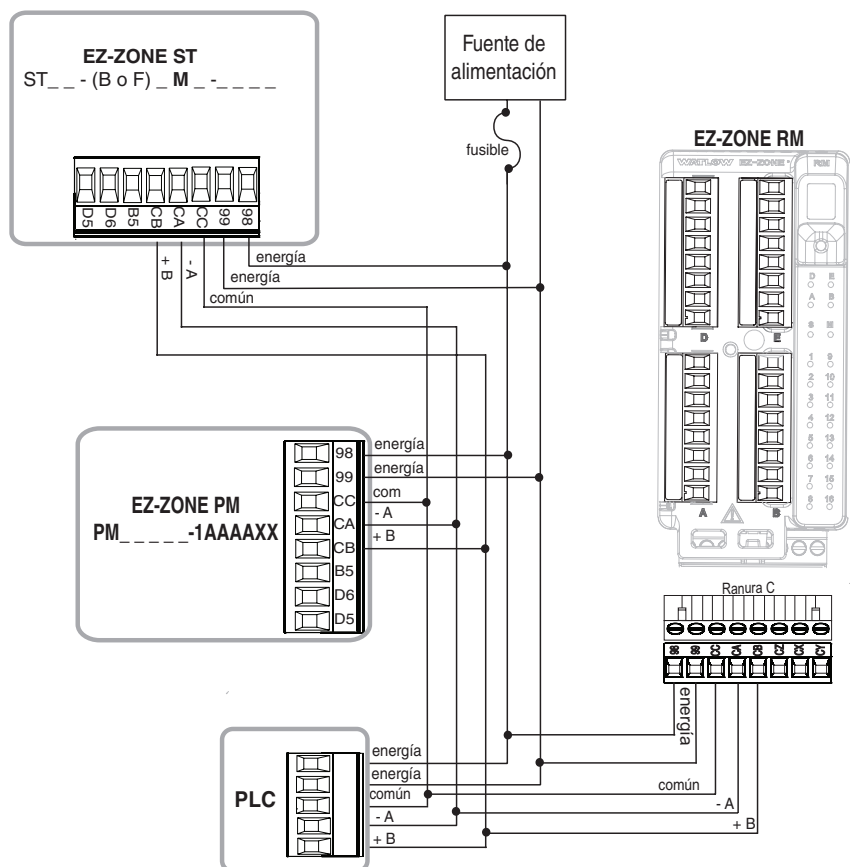 EZ-ZONE ST
ST_ _ - (B o F) _ M _ -_ _ _ _
D5 D6 B5 CB CA CC 99 98
+ B
- A
energía
energía
común
Fuente de
alimentación
fusible
EZ-ZONE RM
WATLOW EZ-ZONE® RM
D E
A B
S
D E
1 9
2 10
3 11
4 12
5 13
6 14
7 15
8 16
A B
EZ-ZONE PM
PM_ _ _ _ _-1AAAAXX
98
99
CC
CA
CB
B5
D6
D5
energía
energía
com
- A
+ B
Ranura C
98 99 CC CA CB CZ CX CY
energía
común
- A
+ B
PLC
energía
energía
común
- A
+ B